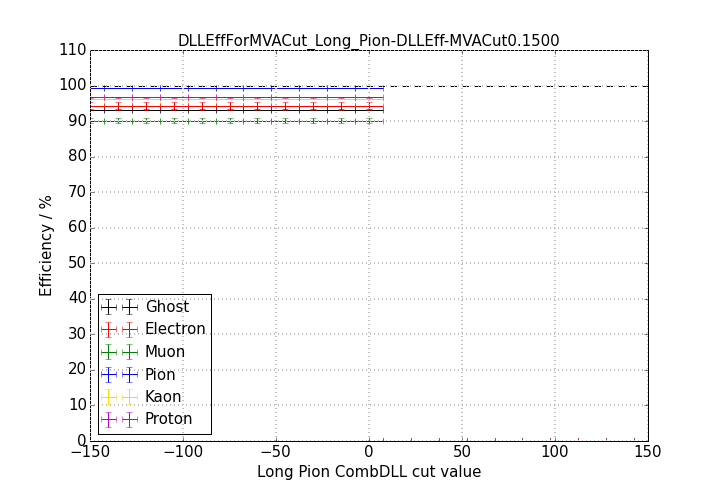 DLLEffForMVACut_Long_Pion-DLLEff-MVACut0.1500
110
100
90
80
70
60
50
40
30
20
10
0
Efficiency / %
Ghost
Electron
Muon
Pion
Kaon
Proton
−150 −100 −50 0 50 100 150
Long Pion CombDLL cut value